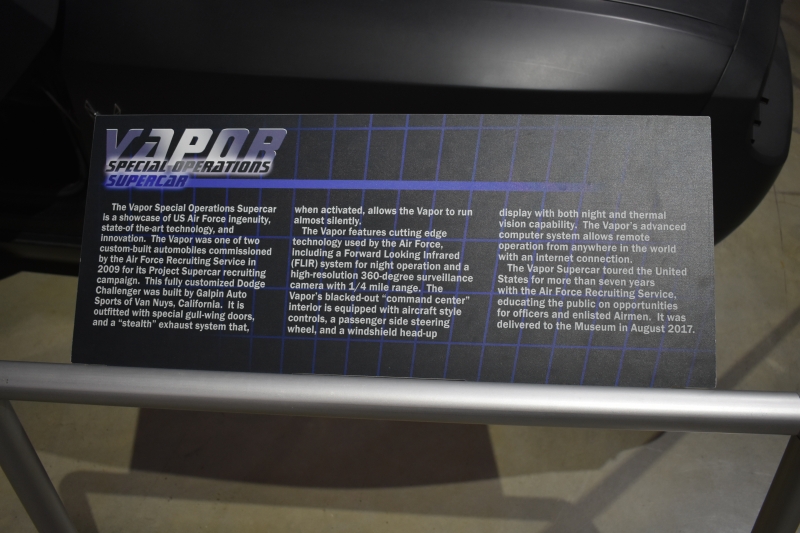 VAPOR
SPECIAL OPERATIONS
SUPERCAR
The Vapor Special Operations Supercar
is a showcase of US Air Force ingenuity,
state-of the-art technology, and
innovation. The Vapor was one of two
custom-built automobiles commissioned
by the Air Force Recruiting Service in
2009 for its Project Supercar recruiting
campaign. This fully customized Dodge
Challenger was built by Galpin Auto
Sports of Van Nuys, California. It is
outfitted with special gull-wing doors,
and a “stealth” exhaust system that,
when activated, allows the Vapor to run
almost silently.
The Vapor features cutting edge
technology used by the Air Force,
including a Forward Looking Infrared
(FLIR) system for night operation and a
high-resolution 360-degree surveillance
camera with 1/4 mile range. The
Vapor's blacked-out “command center”
interior is equipped with aircraft style
controls, a passenger side steering
wheel, and a windshield head-up
display with both night and thermal
vision capability. The Vapor's advanced
computer system allows remote
operation from anywhere in the world
with an internet connection.
The Vapor Supercar toured the United
States for more than seven years
with the Air Force Recruiting Service,
educating the public on opportunities
for officers and enlisted Airmen. It was
delivered to the Museum in August 2017.